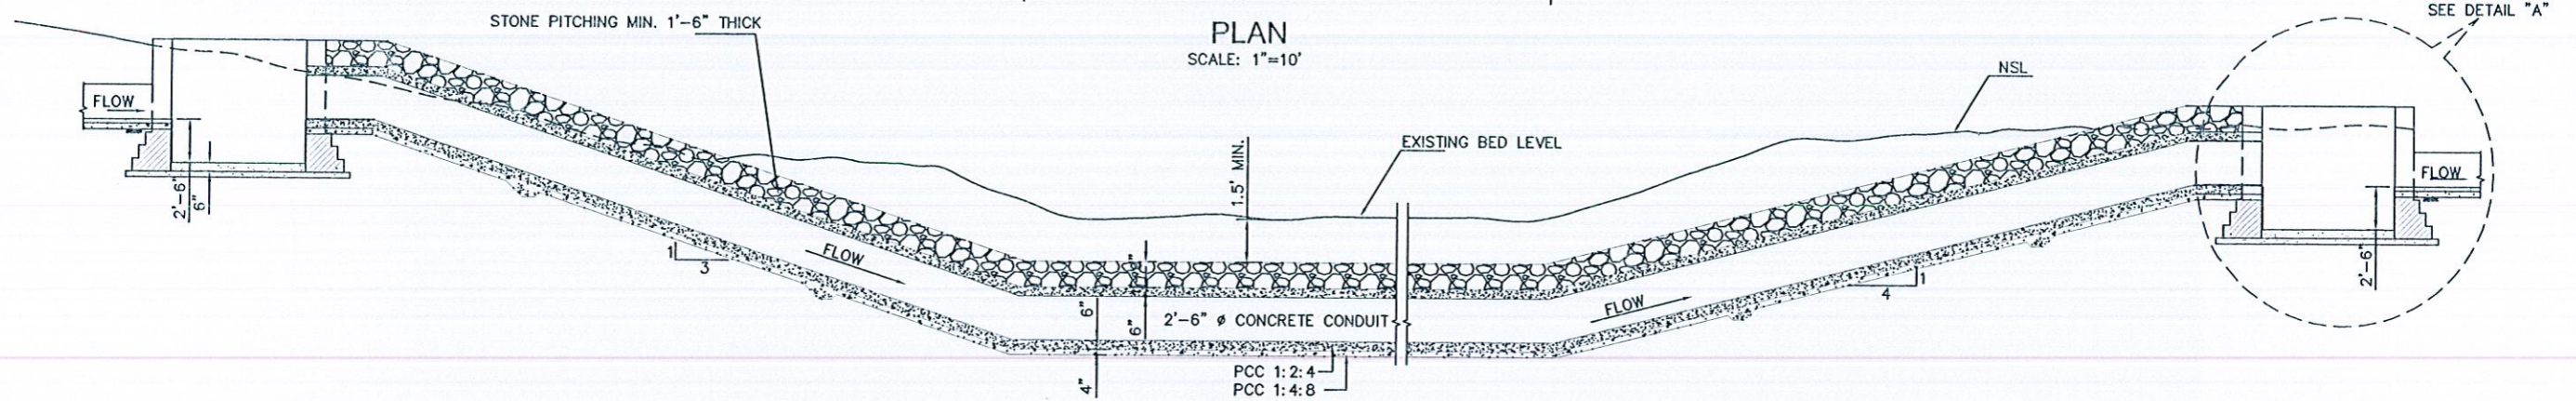 SEE DETAIL "A"
STONE PITCHING MIN. 1'-6" THICK
PLAN
SCALE: 1"=10'
NSL
FLOW
EXISTING BED LEVEL
1.5' MIN.
FLOW
2'-6"
6"
1
3
FLOW
6"
6"
2'-6" ø CONCRETE CONDUIT
FLOW
4
1
2'-6"
PCC 1:2:4
4"
PCC 1:4:8